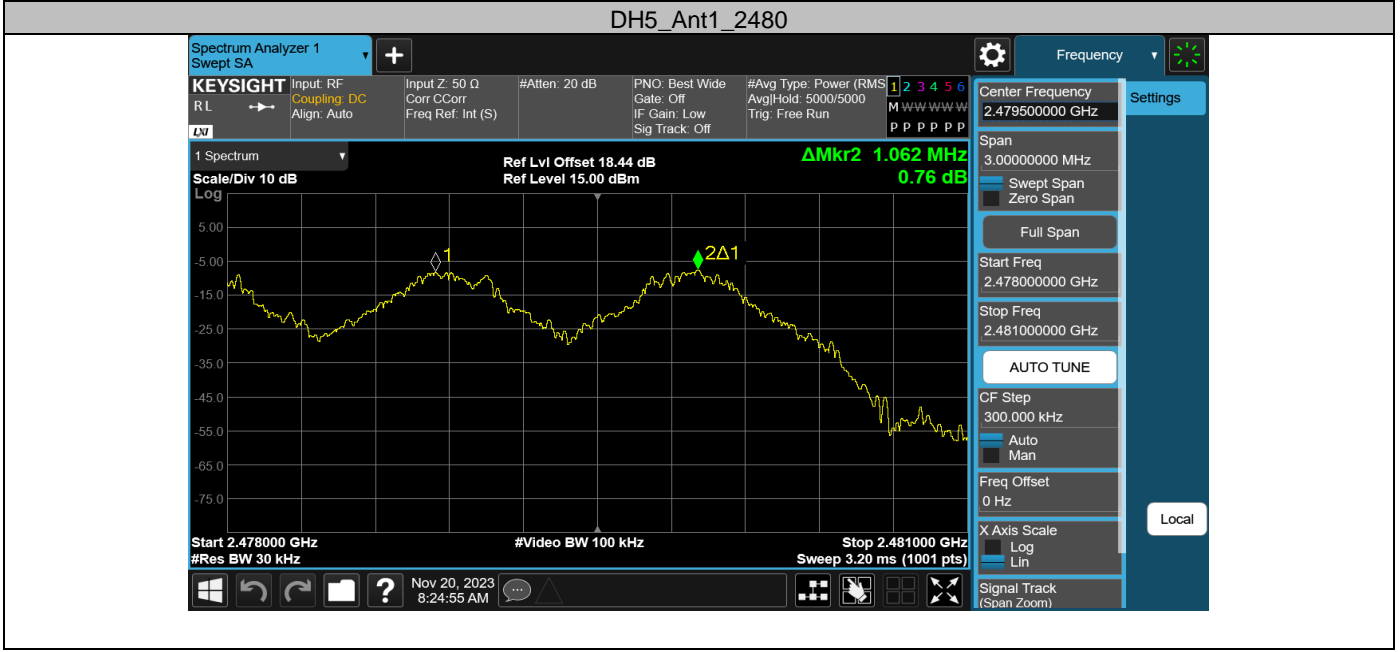 DH5_Ant1_2480
Spectrum Analyzer 1
Swept SA
Frequency
KEYSIGHT
R L
LXI
Input: RF
Coupling: DC
Align: Auto
Input Z: 50 Ω
Corr CCorr
Freq Ref: Int (S)
#Atten: 20 dB
PNO: Best Wide
Gate: Off
IF Gain: Low
Sig Track: Off
#Avg Type: Power (RMS
Avg|Hold: 5000/5000
Trig: Free Run
1 2 3 4 5 6
M W W W W W
P P P P P P
1 Spectrum
Scale/Div 10 dB
Log
Ref Lvl Offset 18.44 dB
Ref Level 15.00 dBm
ΔMkr2 1.062 MHz
0.76 dB
5.00
-5.00
-15.0
-25.0
-35.0
-45.0
-55.0
-65.0
-75.0
1
2Δ1
Start 2.478000 GHz
#Res BW 30 kHz
#Video BW 100 kHz
Stop 2.481000 GHz
Sweep 3.20 ms (1001 pts)
Center Frequency
2.479500000 GHz
Span
3.00000000 MHz
Swept Span
Zero Span
Full Span
Start Freq
2.478000000 GHz
Stop Freq
2.481000000 GHz
AUTO TUNE
CF Step
300.000 kHz
Auto
Man
Freq Offset
0 Hz
X Axis Scale
Log
Lin
Signal Track
(Span Zoom)
Settings
Local
?
Nov 20, 2023
8:24:55 AM